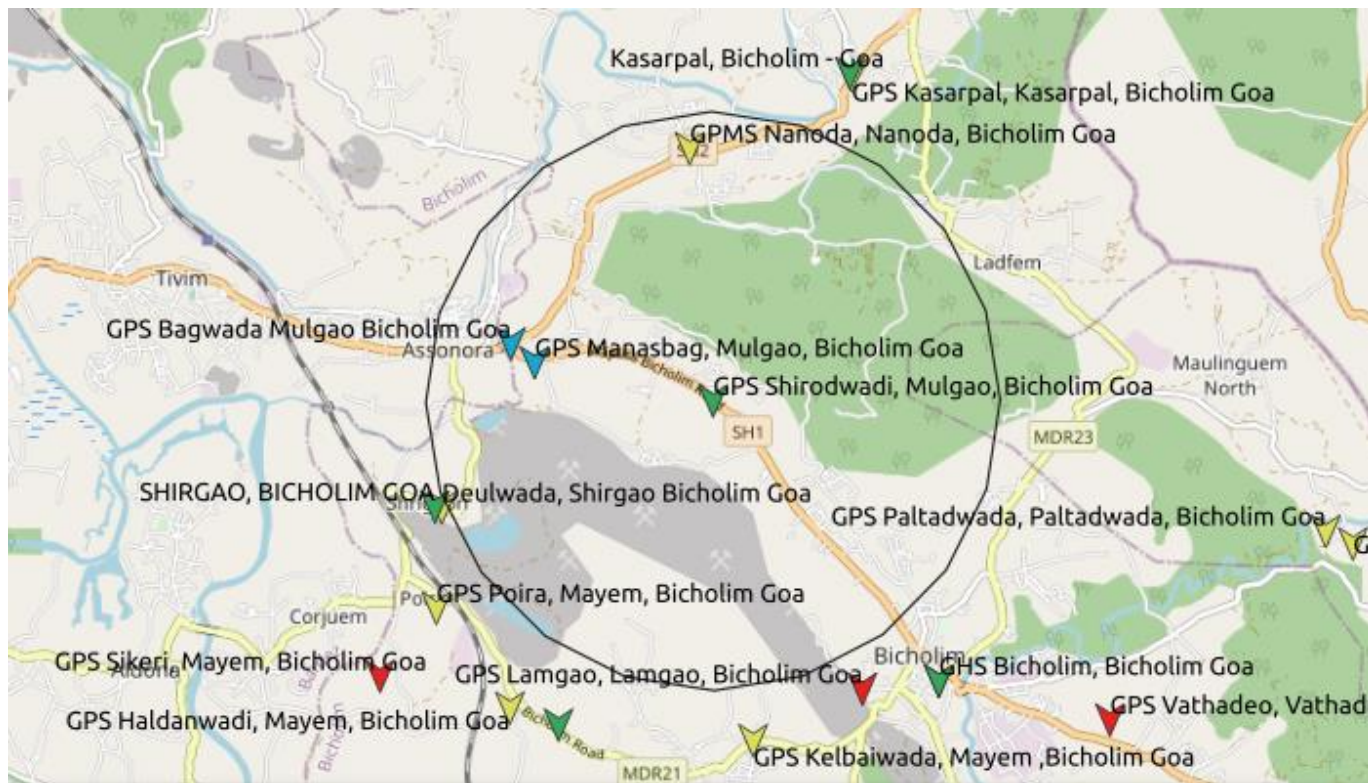 Kasarpal, Bicholim - Goa
GPS Kasarpal, Kasarpal, Bicholim Goa
GPMS Nanoda, Nanoda, Bicholim Goa
Bicholim
Ladfem
Tivim
GPS Bagwada Mulgao Bicholim Goa
Assonora
GPS Manasbag, Mulgao, Bicholim Goa
Maulinguem
North
GPS Shirodwadi, Mulgao, Bicholim Goa
SH1
MDR23
SHIRGAO, BICHOLIM GOA
Deulwada, Shirgao Bicholim Goa
GPS Paltadwada, Paltadwada, Bicholim Goa
G
GPS Poira, Mayem, Bicholim Goa
Corjuem
Bicholim
GPS Sikeri, Mayem, Bicholim Goa
Aldona
GPS Lamgao, Lamgao, Bicholim Goa
GHS Bicholim, Bicholim Goa
GPS Vathadeo, Vathad
GPS Haldanwadi, Mayem, Bicholim Goa
Bicholim Road
Bicholim
GPS Kelbaiwada, Mayem ,Bicholim Goa
MDR21